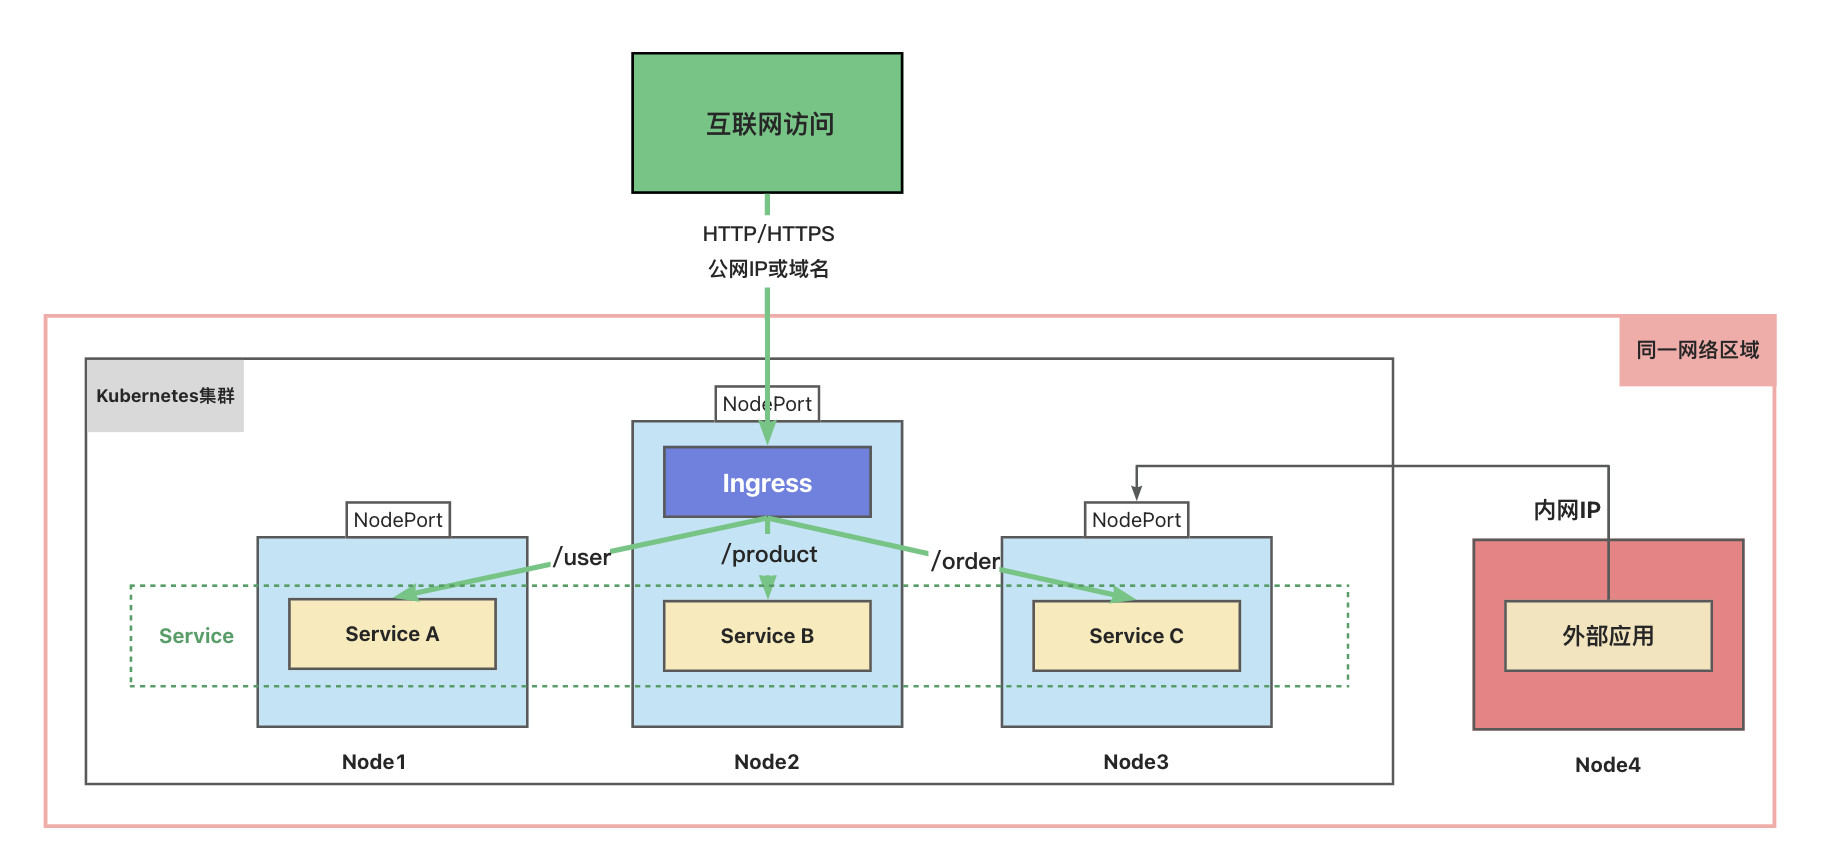 互联网访问
HTTP/HTTPS
公网IP或域名
同一网络区域
Kubernetes集群
NodePort
Ingress
NodePort
NodePort
内网IP
/user
/product
/order
Service
Service A
Service B
Service C
外部应用
Node1
Node2
Node3
Node4